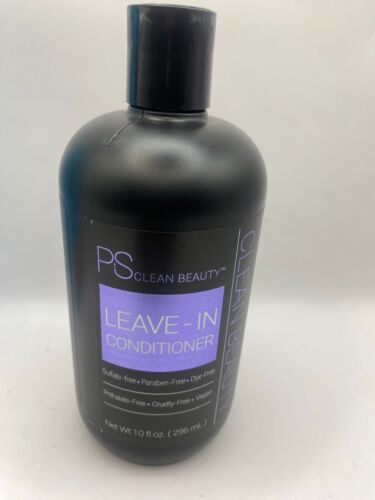 PS CLEAN BEAUTY™
LEAVE-IN
CONDITIONER
Sulfate-free • Paraben-Free • Dye-Free
Phthalate-Free • Cruelty-Free • Vegan
Net Wt 10 fl oz. ( 296 mL )
CLEAN